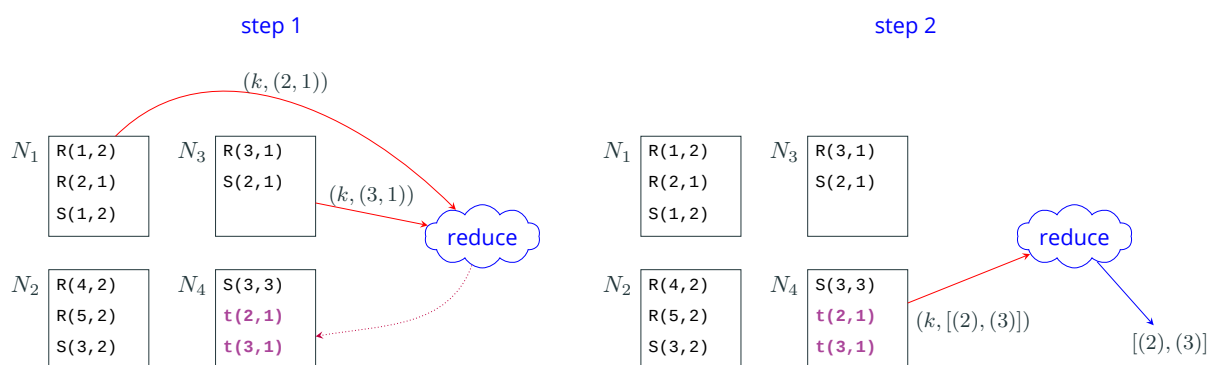 step 1
(k, (2, 1))
N1
R(1,2)
R(2,1)
S(1,2)
N3
R(3,1)
S(2,1)
(k, (3, 1))
reduce
N2
R(4,2)
R(5,2)
S(3,2)
N4
S(3,3)
t(2,1)
t(3,1)
step 2
N1
R(1,2)
R(2,1)
S(1,2)
N3
R(3,1)
S(2,1)
reduce
N2
R(4,2)
R(5,2)
S(3,2)
N4
S(3,3)
t(2,1)
t(3,1)
(k, [(2), (3)])
[(2), (3)]